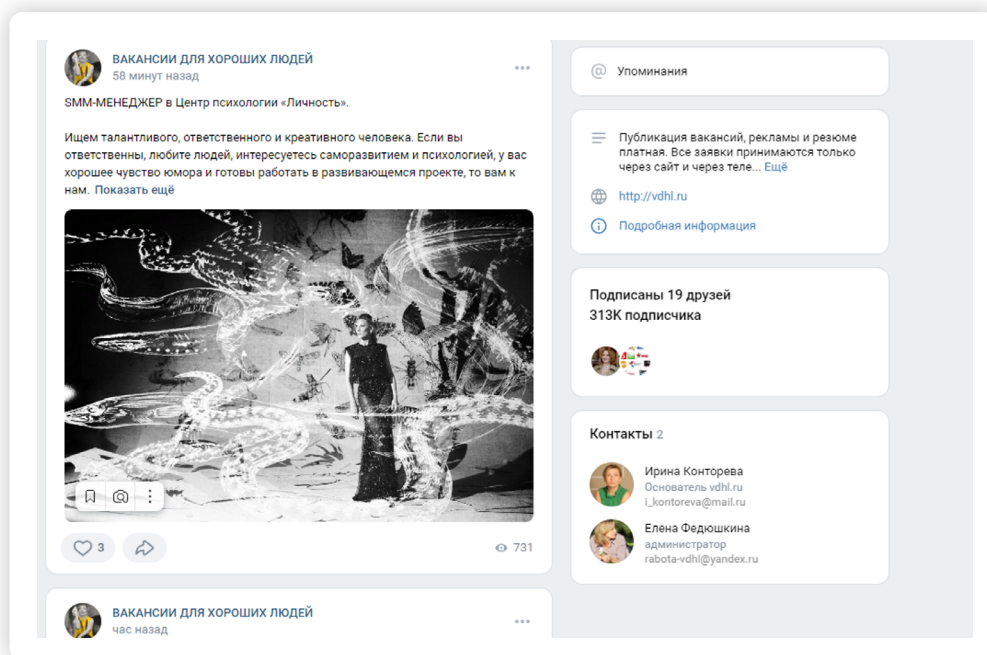 ВАКАНСИИ ДЛЯ ХОРОШИХ ЛЮДЕЙ
58 минут назад
SMM-МЕНЕДЖЕР в Центр психологии «Личность».
Ищем талантливого, ответственного и креативного человека. Если вы
ответственны, любите людей, интересуетесь саморазвитием и психологией, у вас
хорошее чувство юмора и готовы работать в развивающемся проекте, то вам к
нам. Показать ещё
3
731
ВАКАНСИИ ДЛЯ ХОРОШИХ ЛЮДЕЙ
час назад
Упоминания
Публикация вакансий, рекламы и резюме
платная. Все заявки принимаются только
через сайт и через теле... Ещё
http://vdhl.ru
Подробная информация
Подписаны 19 друзей
313K подписчика
Контакты 2
Ирина Конторева
Основатель vdhl.ru
i_kontoreva@mail.ru
Елена Федюшкина
администратор
rabota-vdhl@yandex.ru